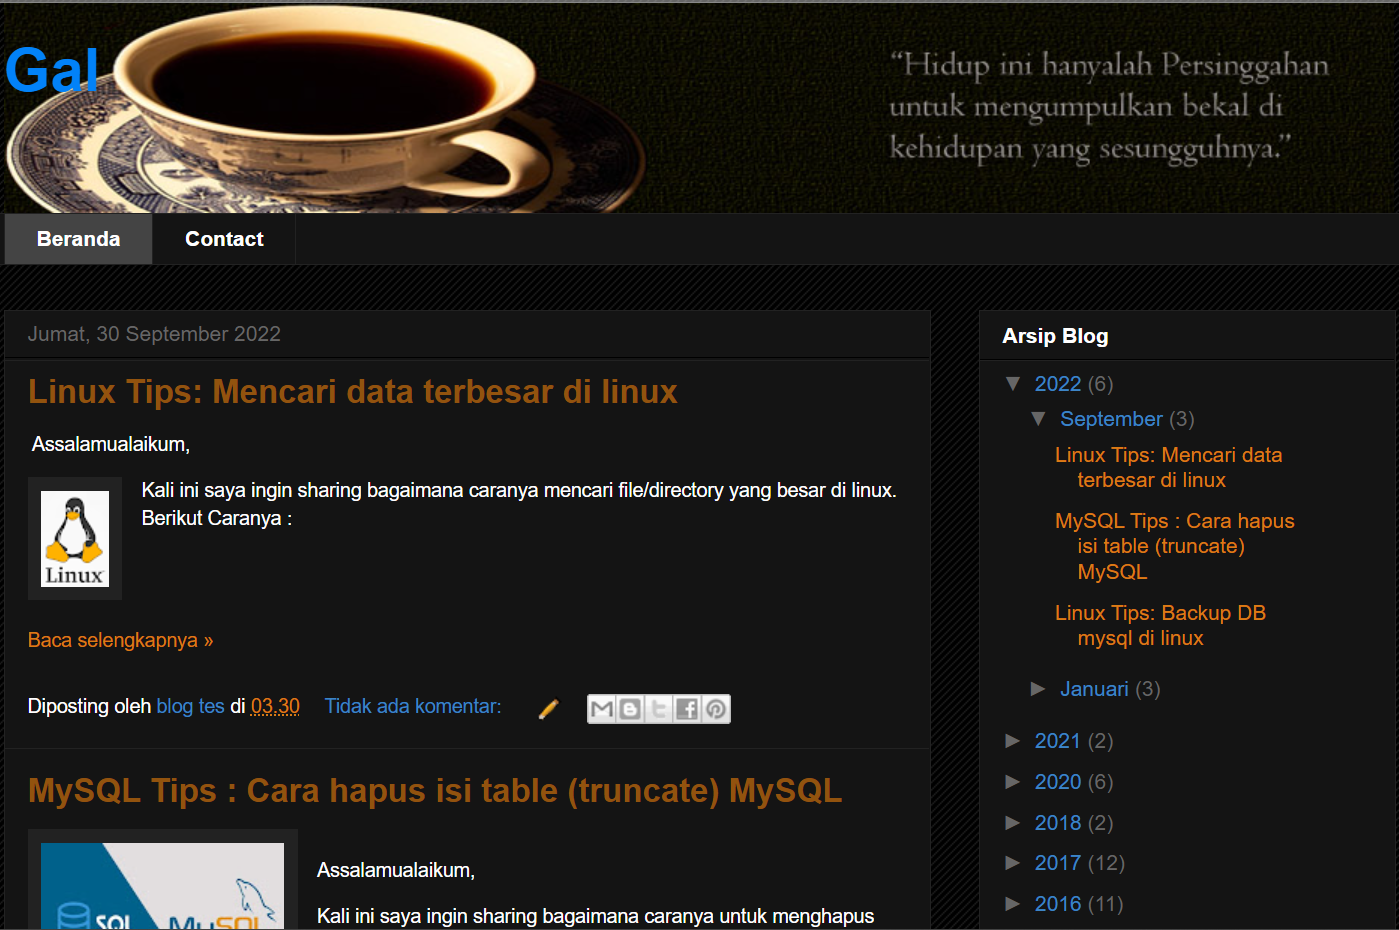 Gal
“Hidup ini hanyalah Persinggahan
untuk mengumpulkan bekal di
kehidupan yang sesungguhnya.”
Beranda
Contact
Jumat, 30 September 2022
Linux Tips: Mencari data terbesar di linux
Assalamualaikum,
Kali ini saya ingin sharing bagaimana caranya mencari file/directory yang besar di linux.
Berikut Caranya :
Linux
Baca selengkapnya »
Diposting oleh blog tes di 03.30 Tidak ada komentar:
MySQL Tips : Cara hapus isi table (truncate) MySQL
SQL
MySQL
Assalamualaikum,
Kali ini saya ingin sharing bagaimana caranya untuk menghapus
Arsip Blog
▼ 2022 (6)
▼ September (3)
Linux Tips: Mencari data
terbesar di linux
MySQL Tips : Cara hapus
isi table (truncate)
MySQL
Linux Tips: Backup DB
mysql di linux
► Januari (3)
► 2021 (2)
► 2020 (6)
► 2018 (2)
► 2017 (12)
► 2016 (11)